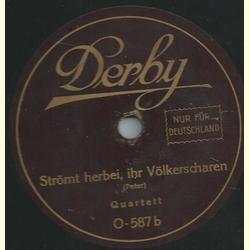 Derby
NUR FÜR
DEUTSCHLAND
Strömt herbei, ihr Völkerscharen
(Peter)
Quartett
O-587 b